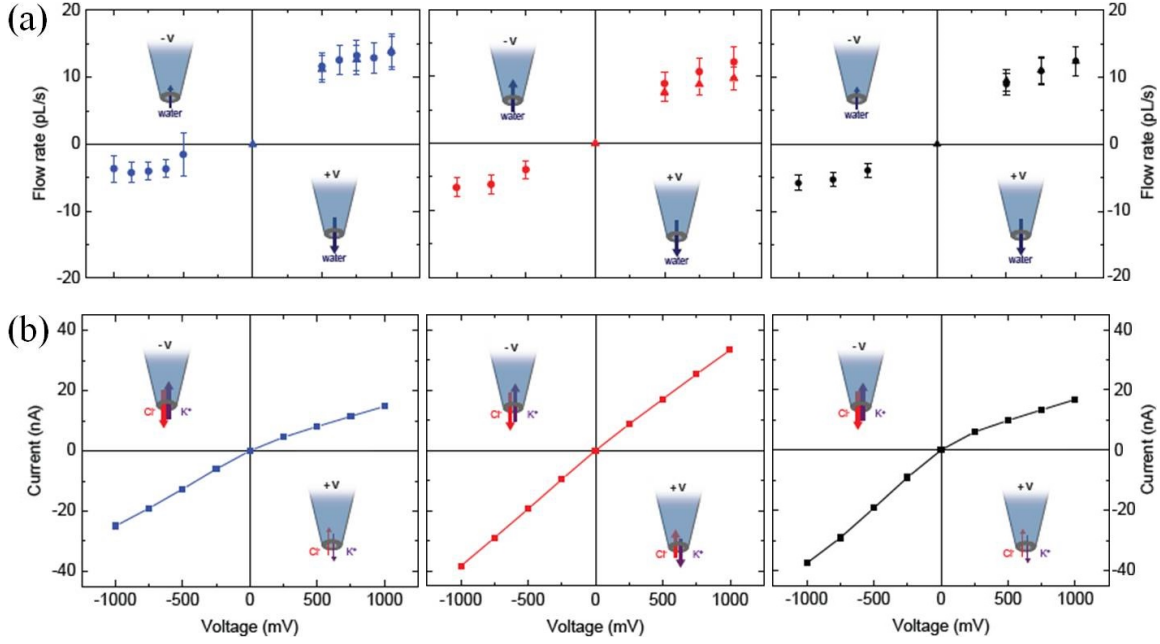 (a)
20
10
0
-10
-20
Flow rate (pL/s)
- V
water
+V
water
- V
water
+V
water
- V
water
+V
water
20
10
0
-10
-20
Flow rate (pL/s)
(b)
40
20
0
-20
-40
Current (nA)
- V
Cl- K+
+V
Cl- K+
- V
Cl- K+
+V
Cl- K+
- V
Cl- K+
+V
Cl- K+
40
20
0
-20
-40
Current (nA)
-1000 -500 0 500 1000
-1000 -500 0 500 1000
-1000 -500 0 500 1000
Voltage (mV)
Voltage (mV)
Voltage (mV)